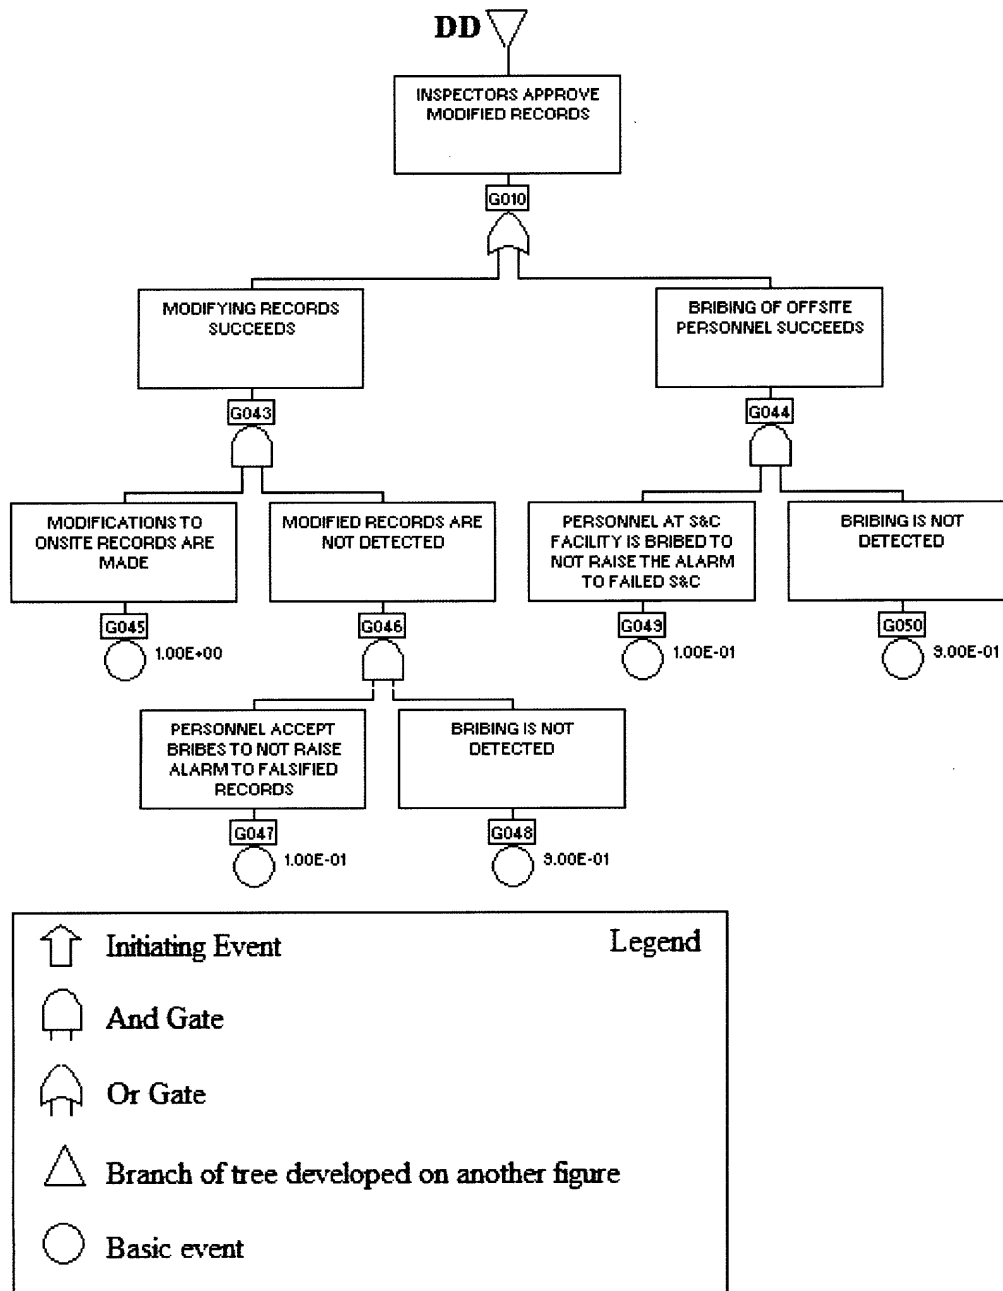 DD
INSPECTORS APPROVE
MODIFIED RECORDS
G010
MODIFYING RECORDS
SUCCEEDS
BRIBING OF OFFSITE
PERSONNEL SUCCEEDS
G043
G044
MODIFICATIONS TO
ONSITE RECORDS ARE
MADE
MODIFIED RECORDS ARE
NOT DETECTED
PERSONNEL AT S&C
FACILITY IS BRIBED TO
NOT RAISE THE ALARM
TO FAILED S&C
BRIBING IS NOT
DETECTED
G045
1.00E+00
G046
G049
1.00E-01
G050
9.00E-01
PERSONNEL ACCEPT
BRIBES TO NOT RAISE
ALARM TO FALSIFIED
RECORDS
BRIBING IS NOT
DETECTED
G047
1.00E-01
G048
9.00E-01
Legend
Initiating Event
And Gate
Or Gate
Branch of tree developed on another figure
Basic event